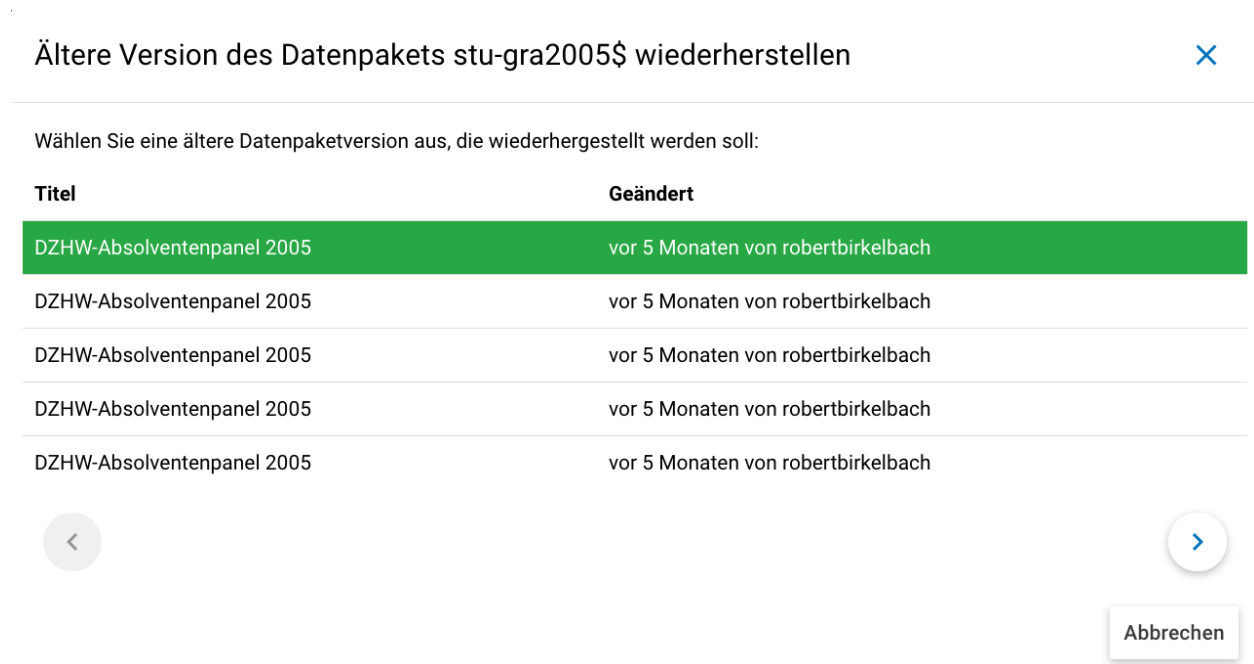 Ältere Version des Datenpakets stu-gra2005$ wiederherstellen
Wählen Sie eine ältere Datenpaketversion aus, die wiederhergestellt werden soll:
Titel Geändert
DZHW-Absolventenpanel 2005 vor 5 Monaten von robertbirkelbach
DZHW-Absolventenpanel 2005 vor 5 Monaten von robertbirkelbach
DZHW-Absolventenpanel 2005 vor 5 Monaten von robertbirkelbach
DZHW-Absolventenpanel 2005 vor 5 Monaten von robertbirkelbach
DZHW-Absolventenpanel 2005 vor 5 Monaten von robertbirkelbach
Abbrechen